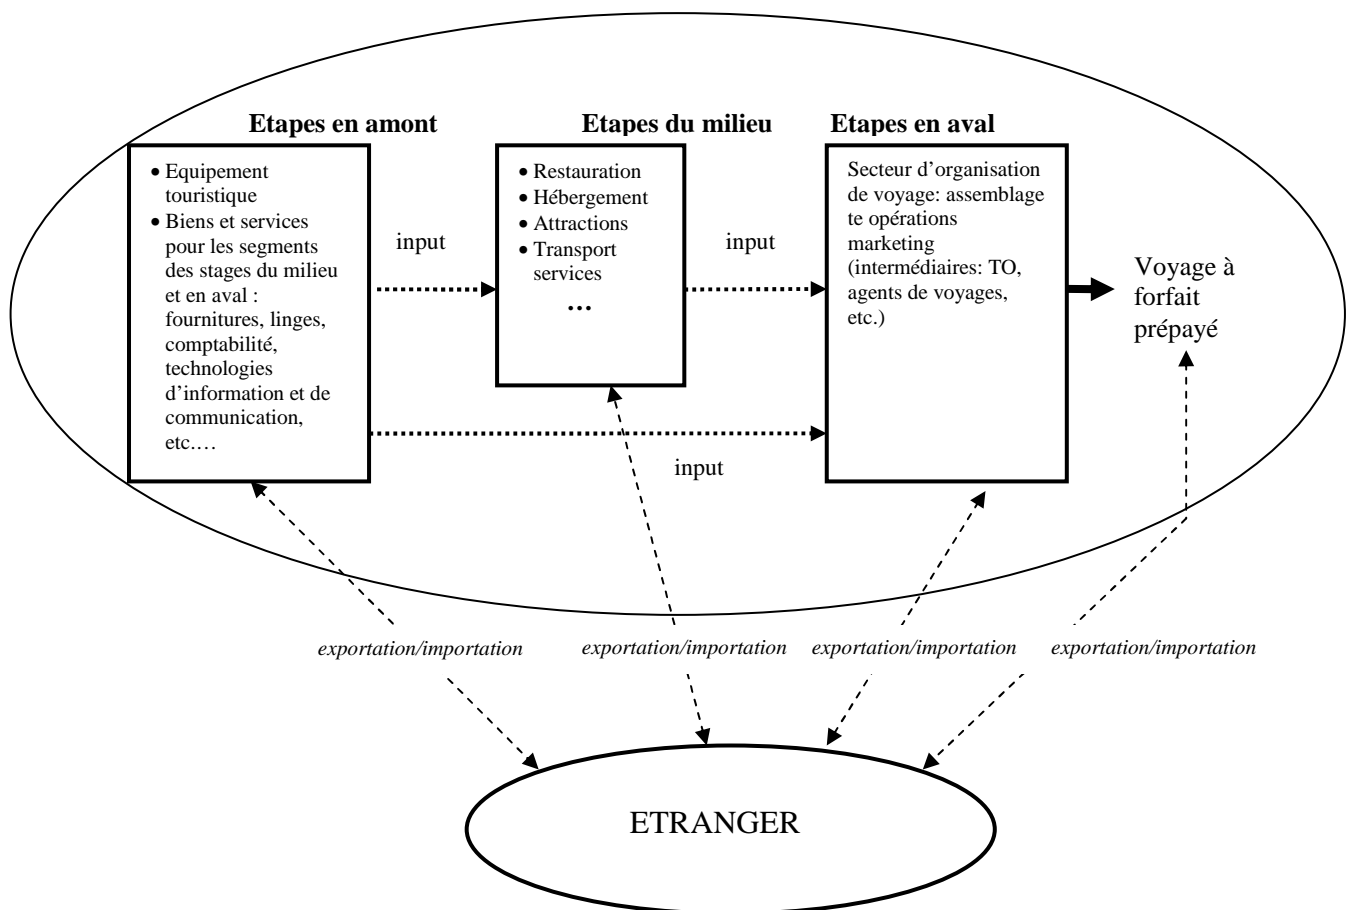 Etapes en amont
Etapes du milieu
Etapes en aval
• Equipement
touristique
• Biens et services
pour les segments
des stages du milieu
et en aval :
fournitures, linges,
comptabilité,
technologies
d’information et de
communication,
etc.…
input
• Restauration
• Hébergement
• Attractions
• Transport
services
…
input
Secteur d’organisation
de voyage: assemblage
te opérations
marketing
(intermédiaires: TO,
agents de voyages,
etc.)
Voyage à
forfait
prépayé
input
exportation/importation
exportation/importation
exportation/importation
exportation/importation
ETRANGER